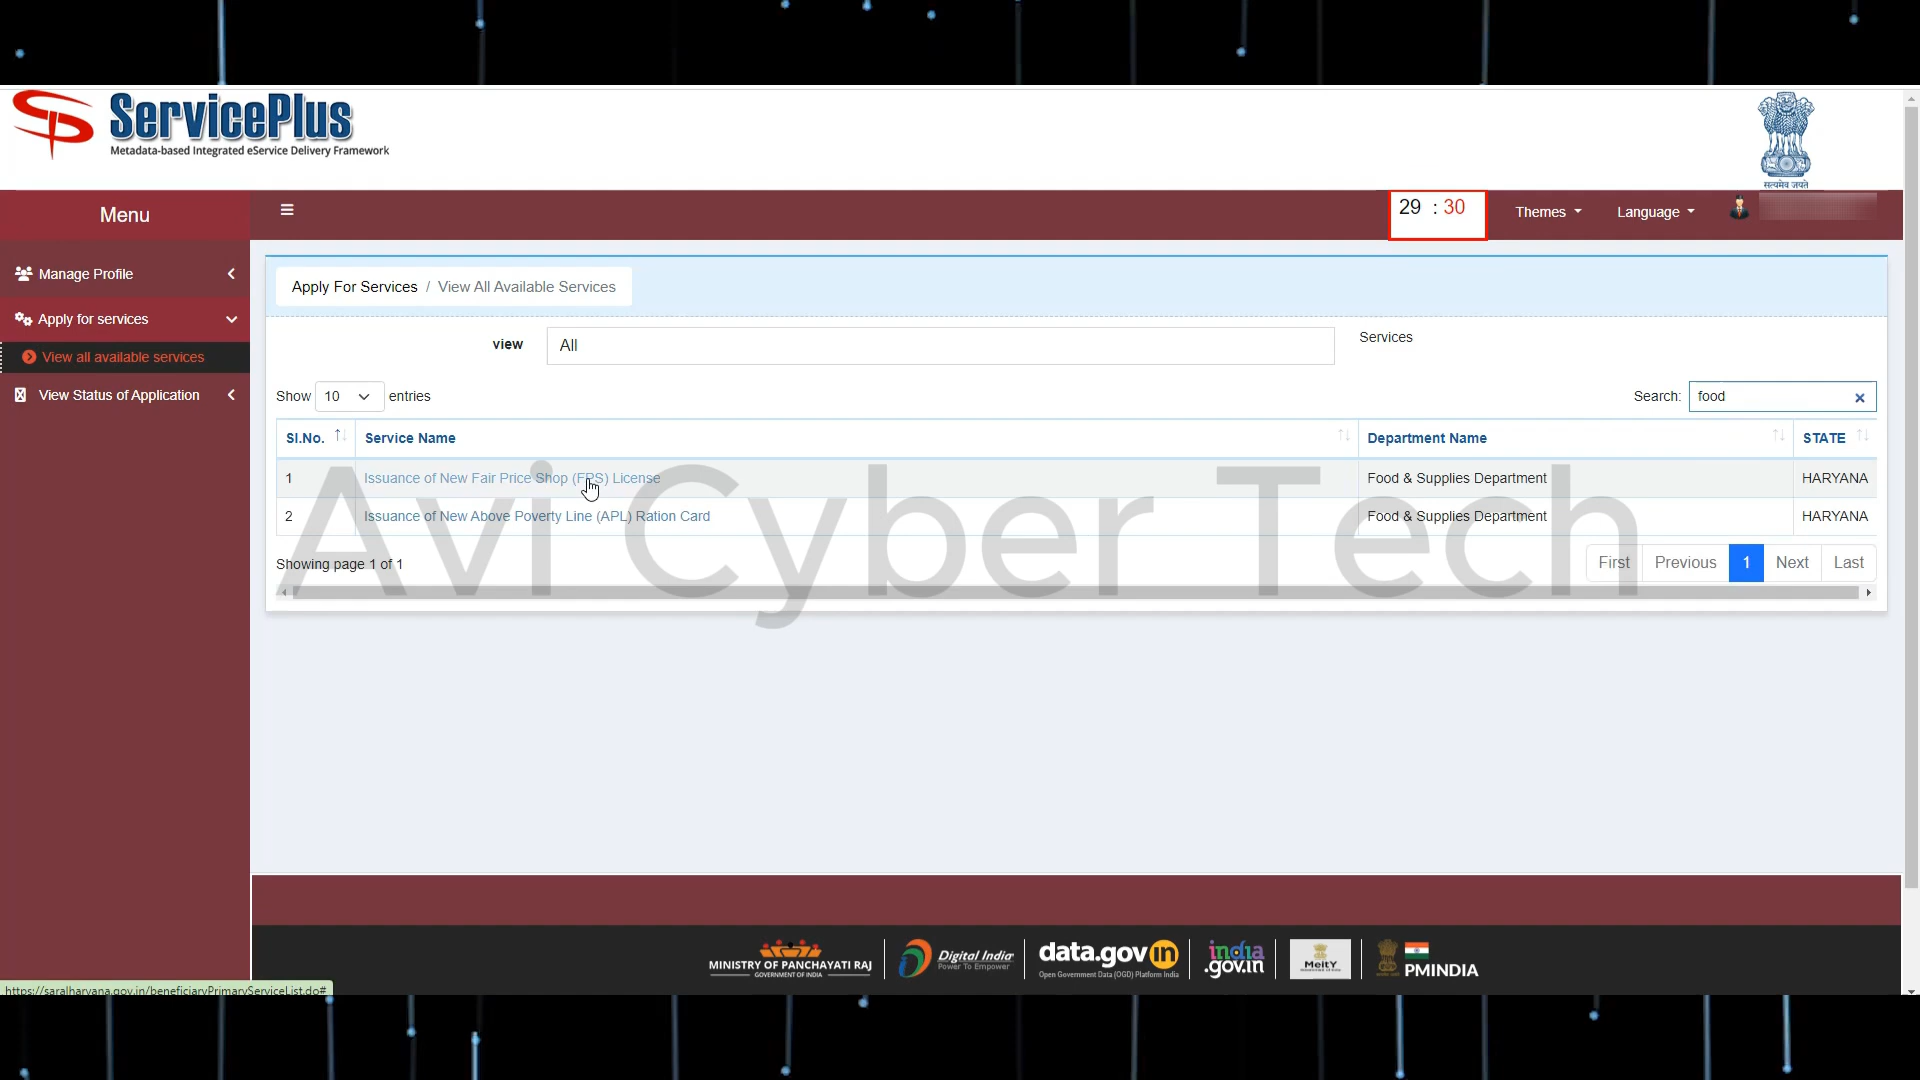 ServicePlus
Metadata-based Integrated eService Delivery Framework
सत्यमेव जयते
Menu
29 : 30
Themes
Language
Manage Profile
Apply for services
View all available services
View Status of Application
Apply For Services / View All Available Services
view All Services
Show 10 entries
Search: food
Sl.No. Service Name Department Name STATE
1 Issuance of New Fair Price Shop (FPS) License Food & Supplies Department HARYANA
2 Issuance of New Above Poverty Line (APL) Ration Card Food & Supplies Department HARYANA
Avi Cyber Tech
Showing page 1 of 1
First Previous 1 Next Last
MINISTRY OF PANCHAYATI RAJ
GOVERNMENT OF INDIA
Digital India
Power To Empower
data.gov in
Open Government Data (OGD) Platform India
india
.gov.in
MeitY
PMINDIA
https://saralharyana.gov.in/beneficiaryPrimaryServiceList.do#